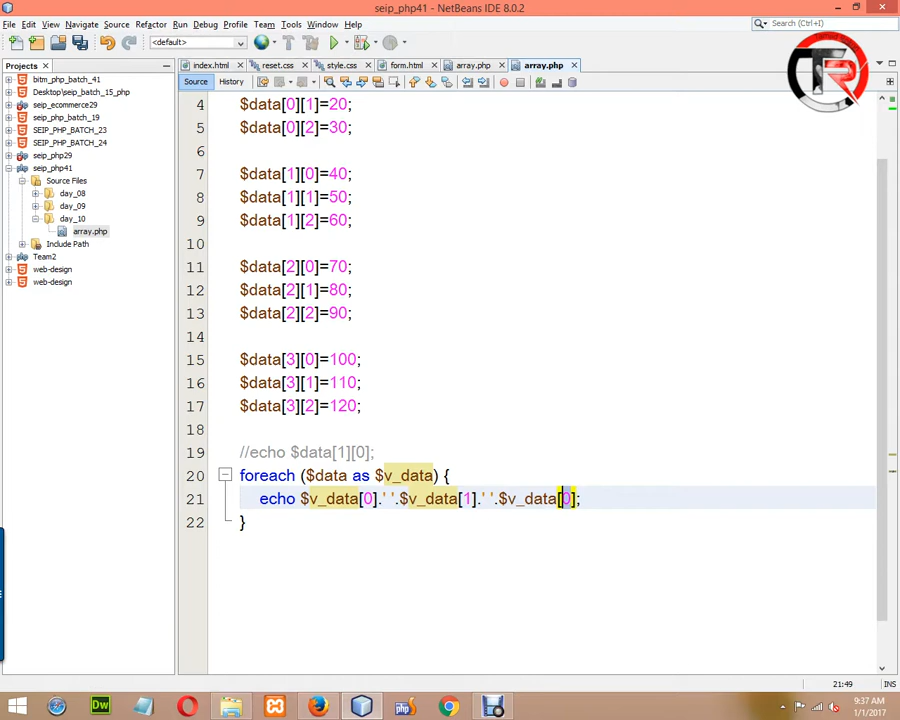 seip_php41 - NetBeans IDE 8.0.2
File Edit View Navigate Source Refactor Run Debug Profile Team Tools Window Help
Search (Ctrl+I)
<default>
Projects
index.html reset.css style.css form.html array.php array.php
Source History
bitm_php_batch_41
Desktop\seip_batch_15_php
seip_ecommerce29
seip_php_batch_19
SEIP_PHP_BATCH_23
SEIP_PHP_BATCH_24
seip_php29
seip_php41
Source Files
day_08
day_09
day_10
array.php
Include Path
Team2
web-design
web-design
4 $data[0][1]=20;
5 $data[0][2]=30;
6
7 $data[1][0]=40;
8 $data[1][1]=50;
9 $data[1][2]=60;
10
11 $data[2][0]=70;
12 $data[2][1]=80;
13 $data[2][2]=90;
14
15 $data[3][0]=100;
16 $data[3][1]=110;
17 $data[3][2]=120;
18
19 //echo $data[1][0];
20 foreach ($data as $v_data) {
21 echo $v_data[0].' '.$v_data[1].' '.$v_data[0];
22 }
21:49 INS
Dw
php
9:37 AM
1/1/2017